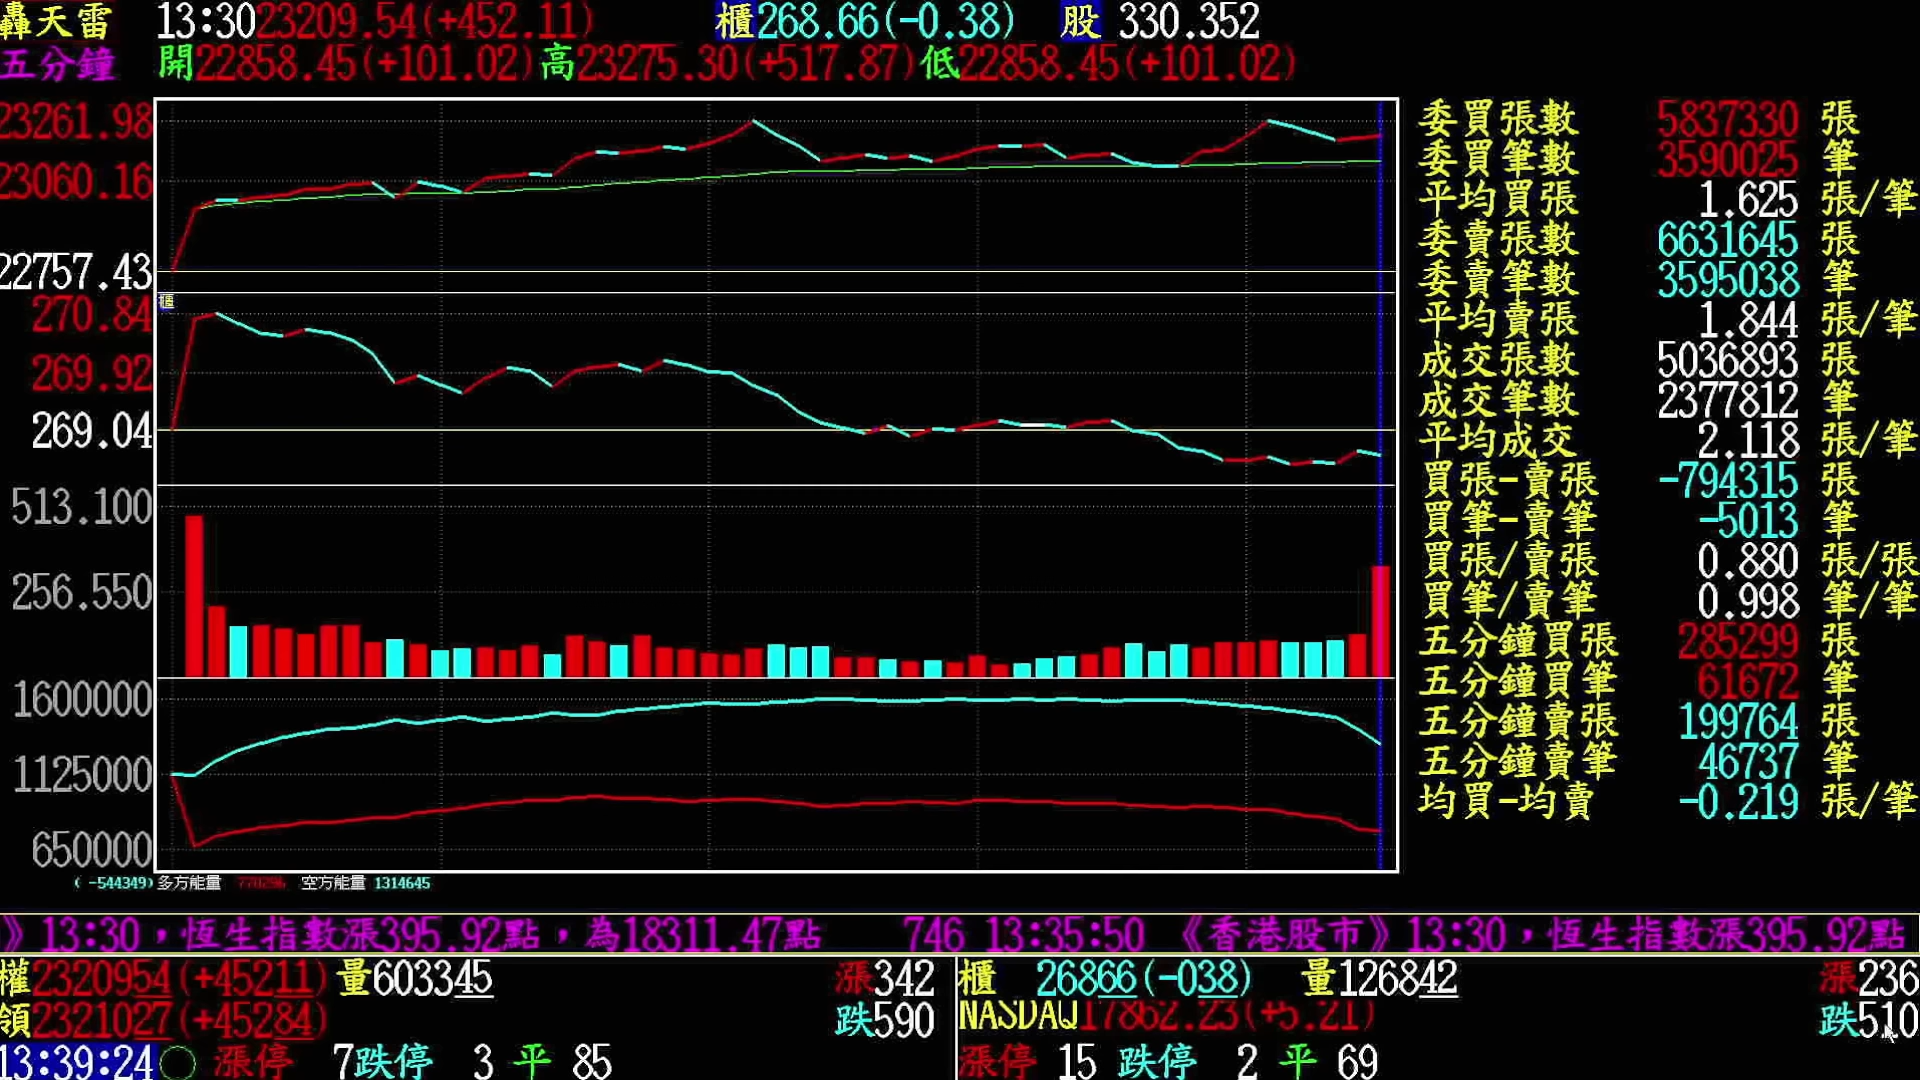 轟天雷 13:30 23209.54(+452.11) 櫃268.66(-0.38) 股 330.352
五分鐘 開22858.45(+101.02)高23275.30(+517.87)低22858.45(+101.02)
23261.98
23060.16
22757.43
櫃
270.84
269.92
269.04
513.100
256.550
1600000
1125000
650000
(-544349)多方能量 770296 空方能量 1314645
委買張數 5837330 張
委買筆數 3590025 筆
平均買張 1.625 張/筆
委賣張數 6631645 張
委賣筆數 3595038 筆
平均賣張 1.844 張/筆
成交張數 5036893 張
成交筆數 2377812 筆
平均成交 2.118 張/筆
買張-賣張 -794315 張
買筆-賣筆 -5013 筆
買張/賣張 0.880 張/張
買筆/賣筆 0.998 筆/筆
五分鐘買張 285299 張
五分鐘買筆 61672 筆
五分鐘賣張 199764 張
五分鐘賣筆 46737 筆
均買-均賣 -0.219 張/筆
》13:30，恆生指數漲395.92點，為18311.47點 746 13:35:50 《香港股市》13:30，恆生指數漲395.92點
權2320954(+45211) 量603345 漲342 櫃 26866(-038) 量126842 漲236
領2321027(+45284) 跌590 NASDAQ17862.23(+5.21) 跌510
13:39:24 漲停 7跌停 3 平 85 漲停 15 跌停 2 平 69